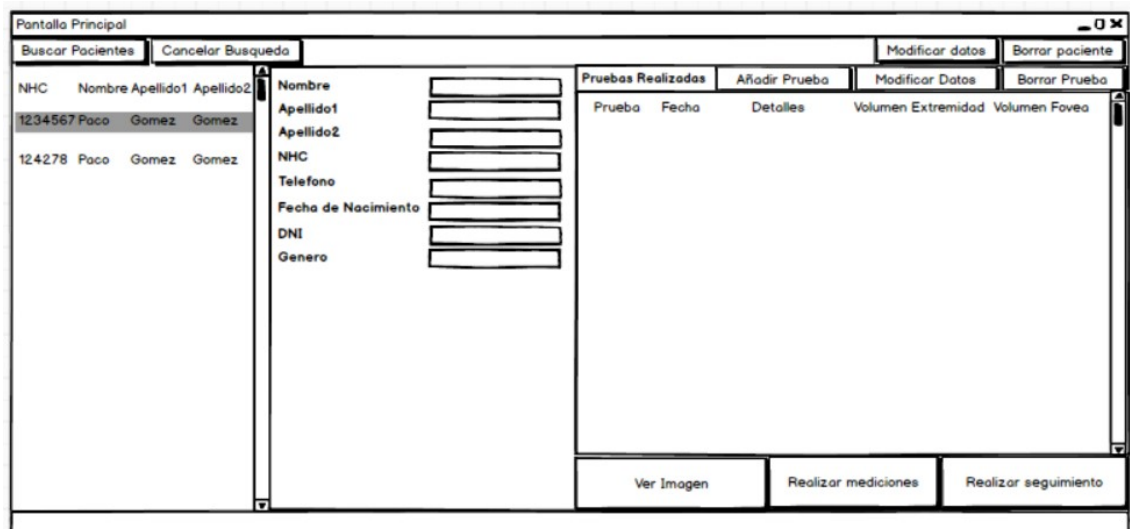 Pantalla Principal
Buscar Pacientes Cancelar Busqueda Modificar datos Borrar paciente
NHC Nombre Apellido1 Apellido2
1234567 Paco Gomez Gomez
124278 Paco Gomez Gomez
Nombre
Apellido1
Apellido2
NHC
Telefono
Fecha de Nacimiento
DNI
Genero
Pruebas Realizadas Añadir Prueba Modificar Datos Borrar Prueba
Prueba Fecha Detalles Volumen Extremidad Volumen Fovea
Ver Imagen Realizar mediciones Realizar seguimiento